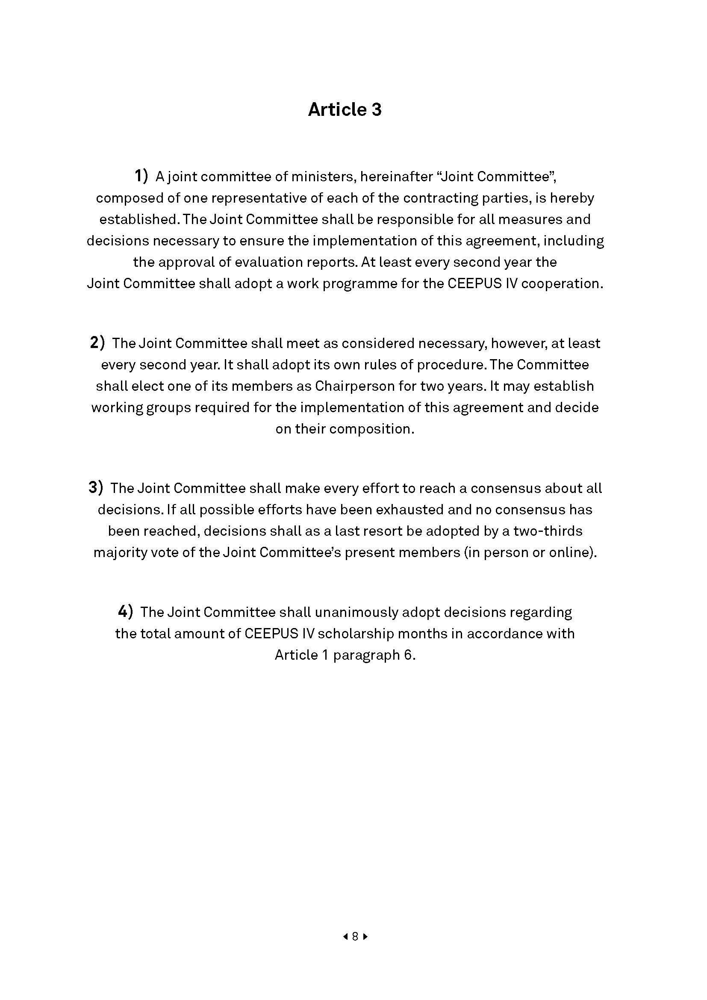 Article 3
1) A joint committee of ministers, hereinafter “Joint Committee”,
composed of one representative of each of the contracting parties, is hereby
established. The Joint Committee shall be responsible for all measures and
decisions necessary to ensure the implementation of this agreement, including
the approval of evaluation reports. At least every second year the
Joint Committee shall adopt a work programme for the CEEPUS IV cooperation.
2) The Joint Committee shall meet as considered necessary, however, at least
every second year. It shall adopt its own rules of procedure. The Committee
shall elect one of its members as Chairperson for two years. It may establish
working groups required for the implementation of this agreement and decide
on their composition.
3) The Joint Committee shall make every effort to reach a consensus about all
decisions. If all possible efforts have been exhausted and no consensus has
been reached, decisions shall as a last resort be adopted by a two-thirds
majority vote of the Joint Committee’s present members (in person or online).
4) The Joint Committee shall unanimously adopt decisions regarding
the total amount of CEEPUS IV scholarship months in accordance with
Article 1 paragraph 6.
◀ 8 ▶